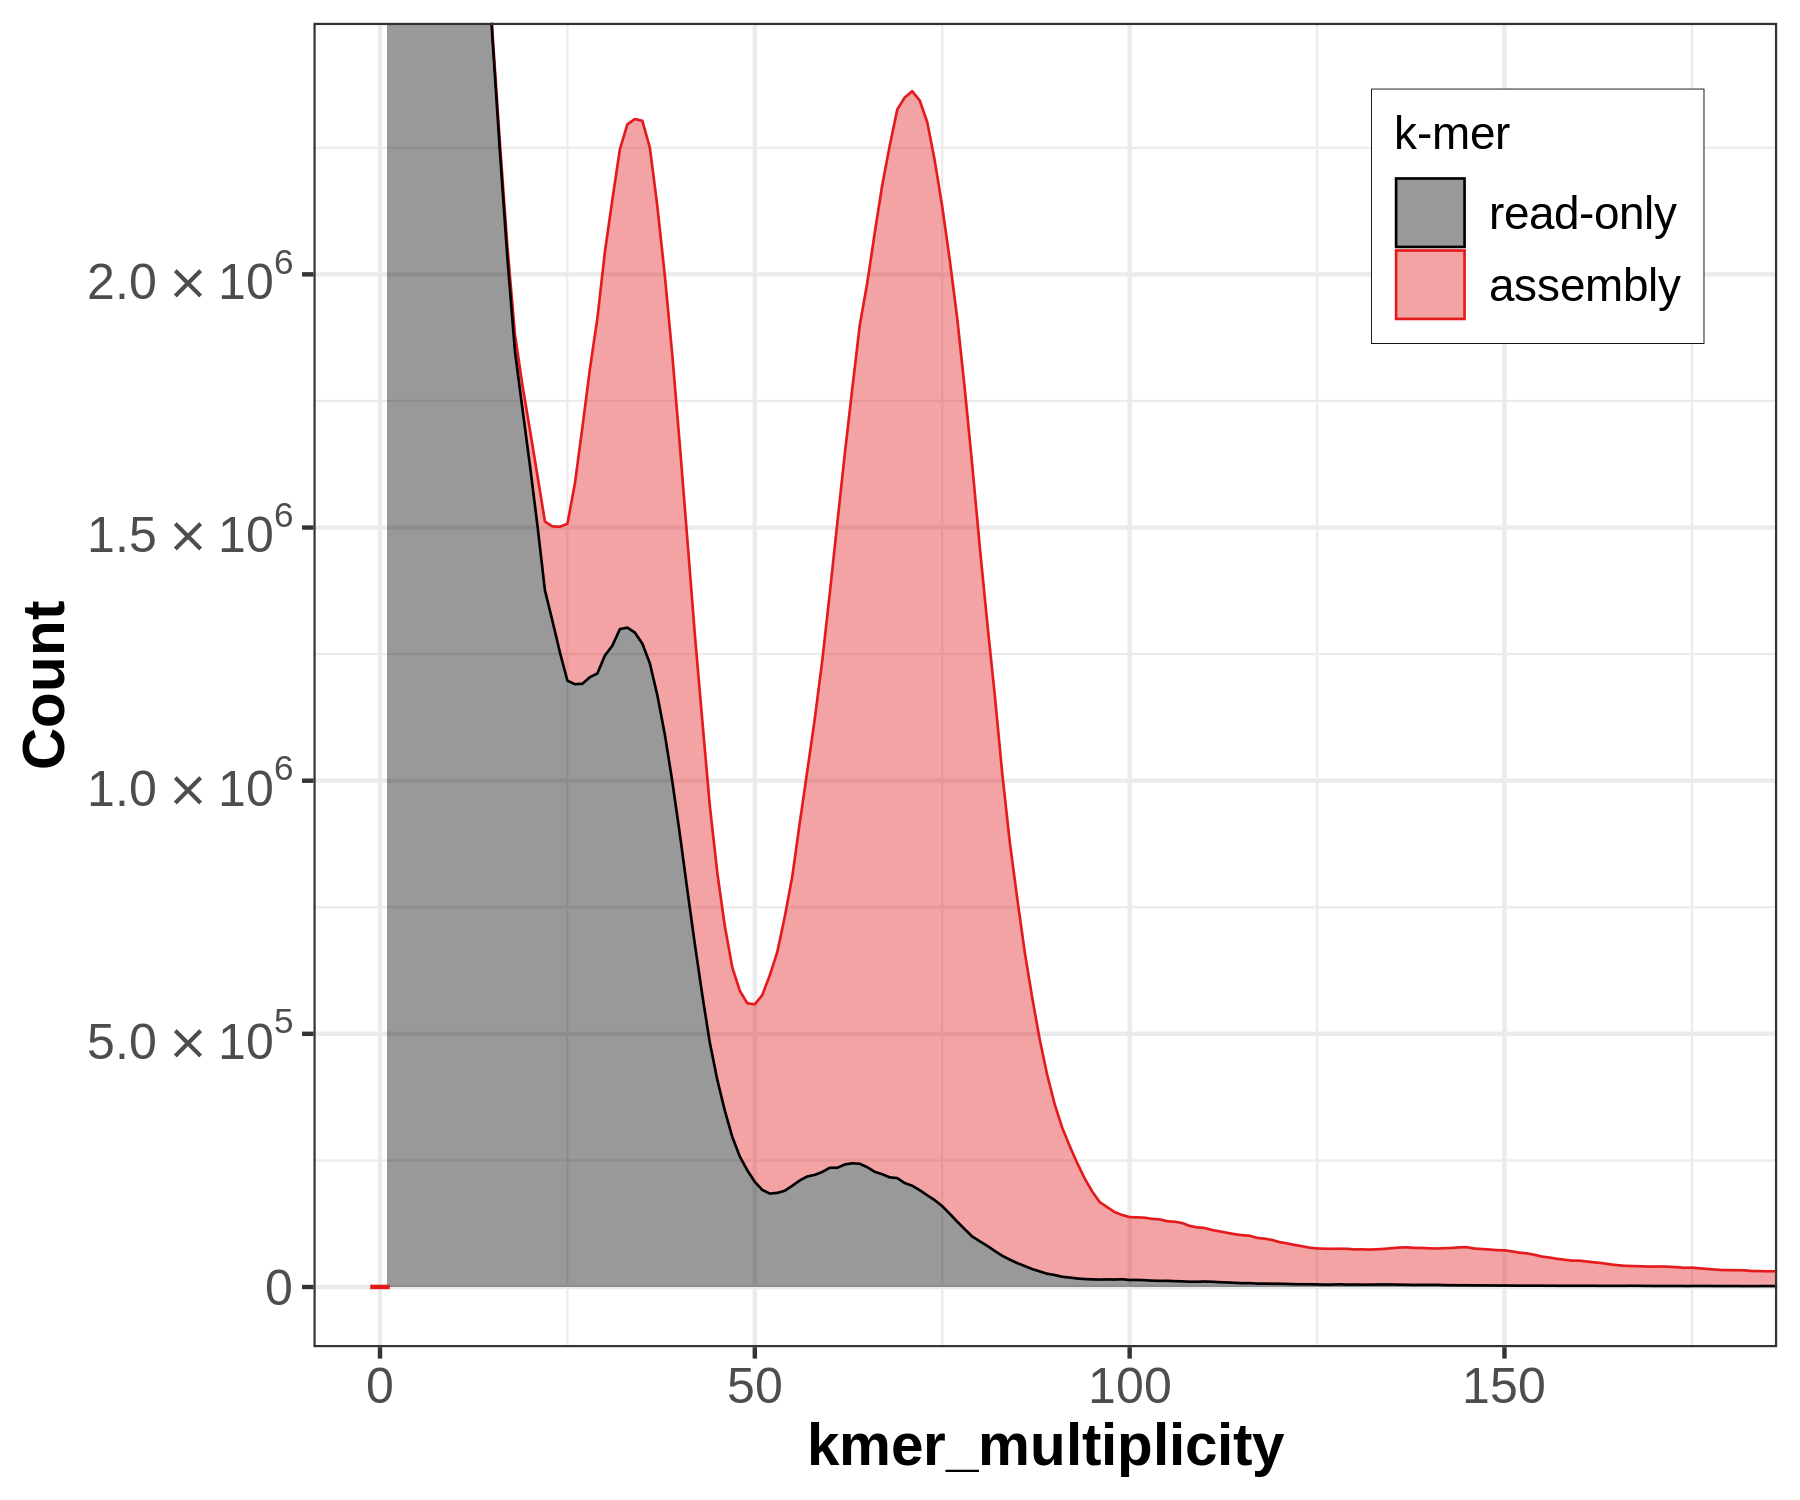 k-mer
read-only
assembly
2.0 × 10⁶
1.5 × 10⁶
1.0 × 10⁶
5.0 × 10⁵
0
Count
0 50 100 150
kmer_multiplicity